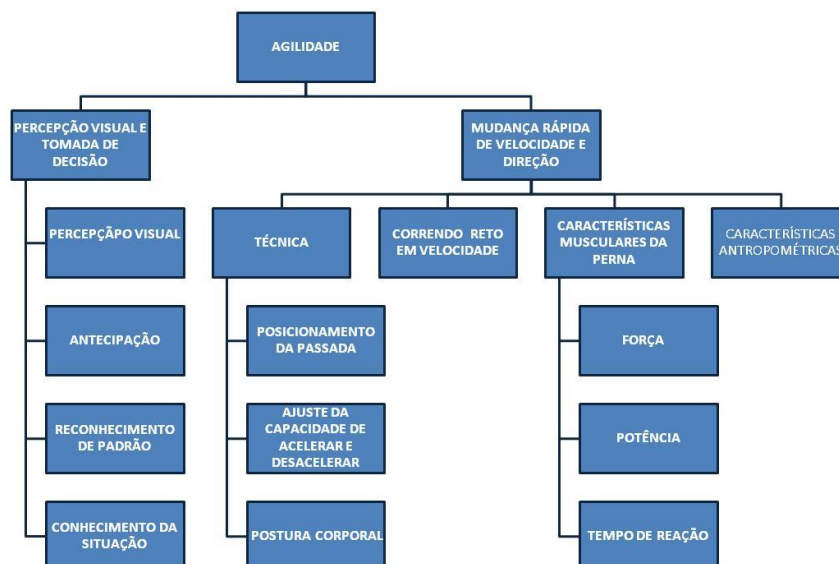 AGILIDADE
PERCEPÇÃO VISUAL E
TOMADA DE
DECISÃO
MUDANÇA RÁPIDA
DE VELOCIDADE E
DIREÇÃO
PERCEPÇÃPO VISUAL
TÉCNICA
CORRENDO RETO
EM VELOCIDADE
CARACTERÍSTICAS
MUSCULARES DA
PERNA
CARACTERÍSTICAS
ANTROPOMÉTRICAS
ANTECIPAÇÃO
POSICIONAMENTO
DA PASSADA
FORÇA
RECONHECIMENTO
DE PADRÃO
AJUSTE DA
CAPACIDADE DE
ACELERAR E
DESACELERAR
POTÊNCIA
CONHECIMENTO DA
SITUAÇÃO
POSTURA CORPORAL
TEMPO DE REAÇÃO